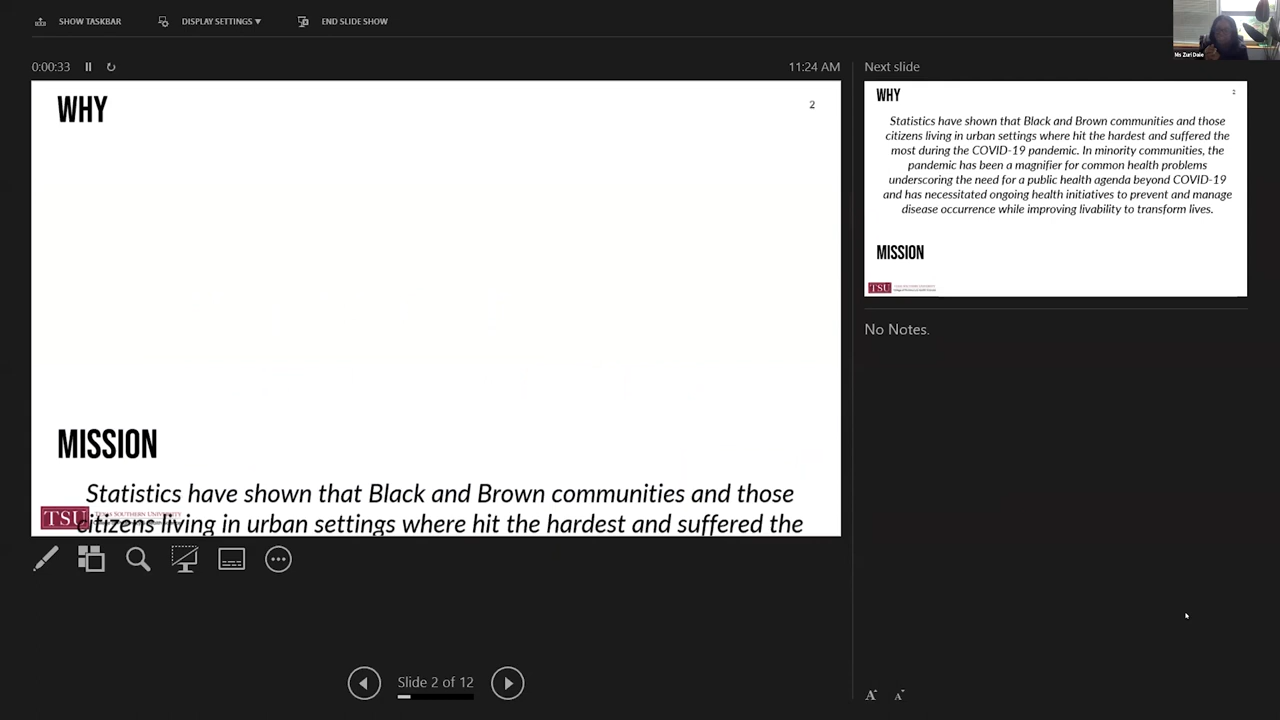 SHOW TASKBAR
DISPLAY SETTINGS
END SLIDE SHOW
Ms Zuri Dale
0:00:33
11:24 AM
WHY
2
MISSION
Statistics have shown that Black and Brown communities and those
citizens living in urban settings where hit the hardest and suffered the
TSU
Next slide
WHY
2
Statistics have shown that Black and Brown communities and those
citizens living in urban settings where hit the hardest and suffered the
most during the COVID-19 pandemic. In minority communities, the
pandemic has been a magnifier for common health problems
underscoring the need for a public health agenda beyond COVID-19
and has necessitated ongoing health initiatives to prevent and manage
disease occurrence while improving livability to transform lives.
MISSION
TSU
No Notes.
Slide 2 of 12
A A